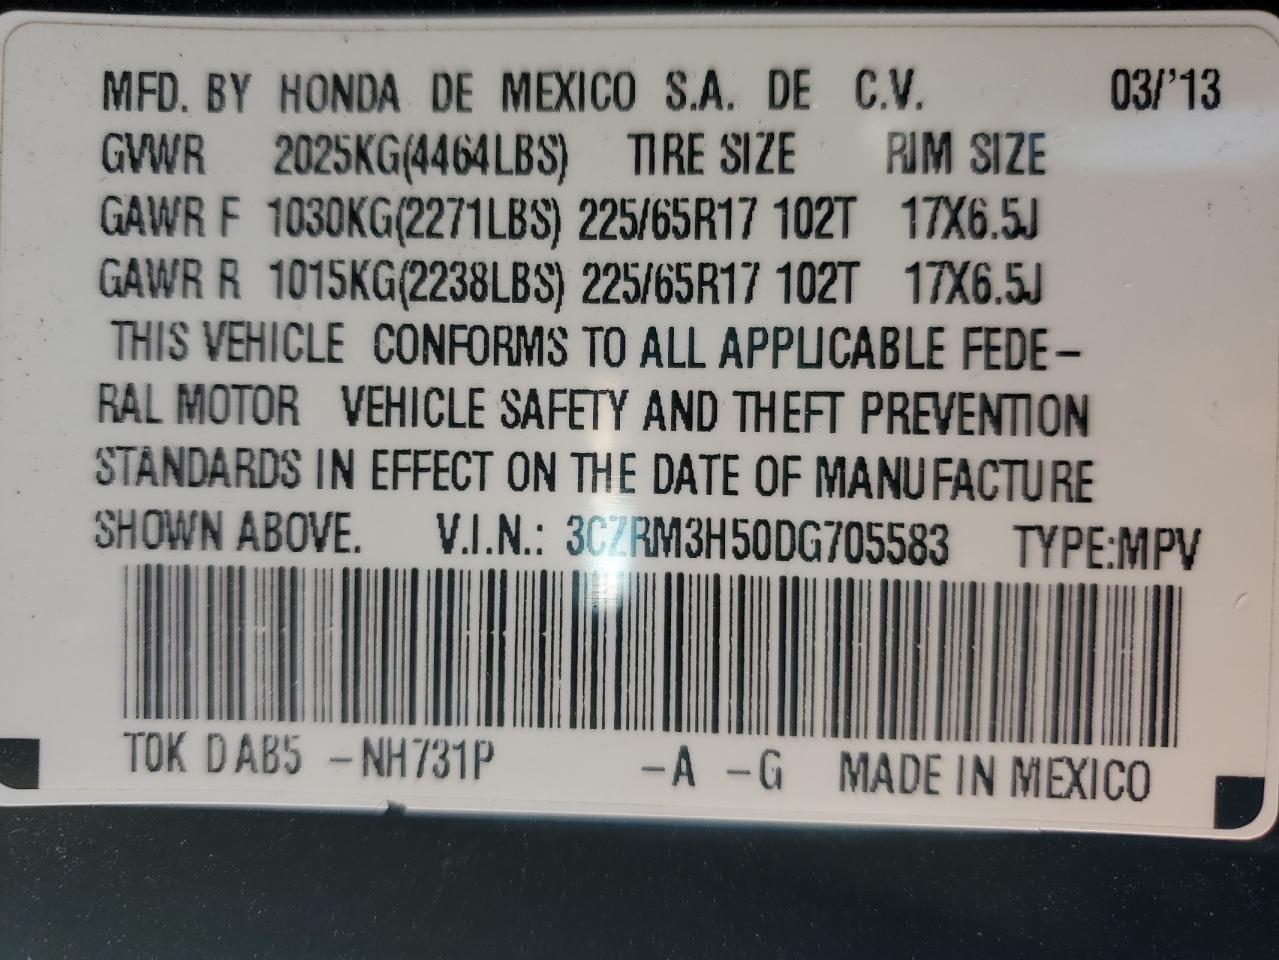 MFD. BY HONDA DE MEXICO S.A. DE C.V. 03/'13
GVWR 2025KG(4464LBS) TIRE SIZE RIM SIZE
GAWR F 1030KG(2271LBS) 225/65R17 102T 17X6.5J
GAWR R 1015KG(2238LBS) 225/65R17 102T 17X6.5J
THIS VEHICLE CONFORMS TO ALL APPLICABLE FEDE-
RAL MOTOR VEHICLE SAFETY AND THEFT PREVENTION
STANDARDS IN EFFECT ON THE DATE OF MANUFACTURE
SHOWN ABOVE. V.I.N.: 3CZRM3H50DG705583 TYPE:MPV
T0K D AB5 -NH731P -A -G MADE IN MEXICO